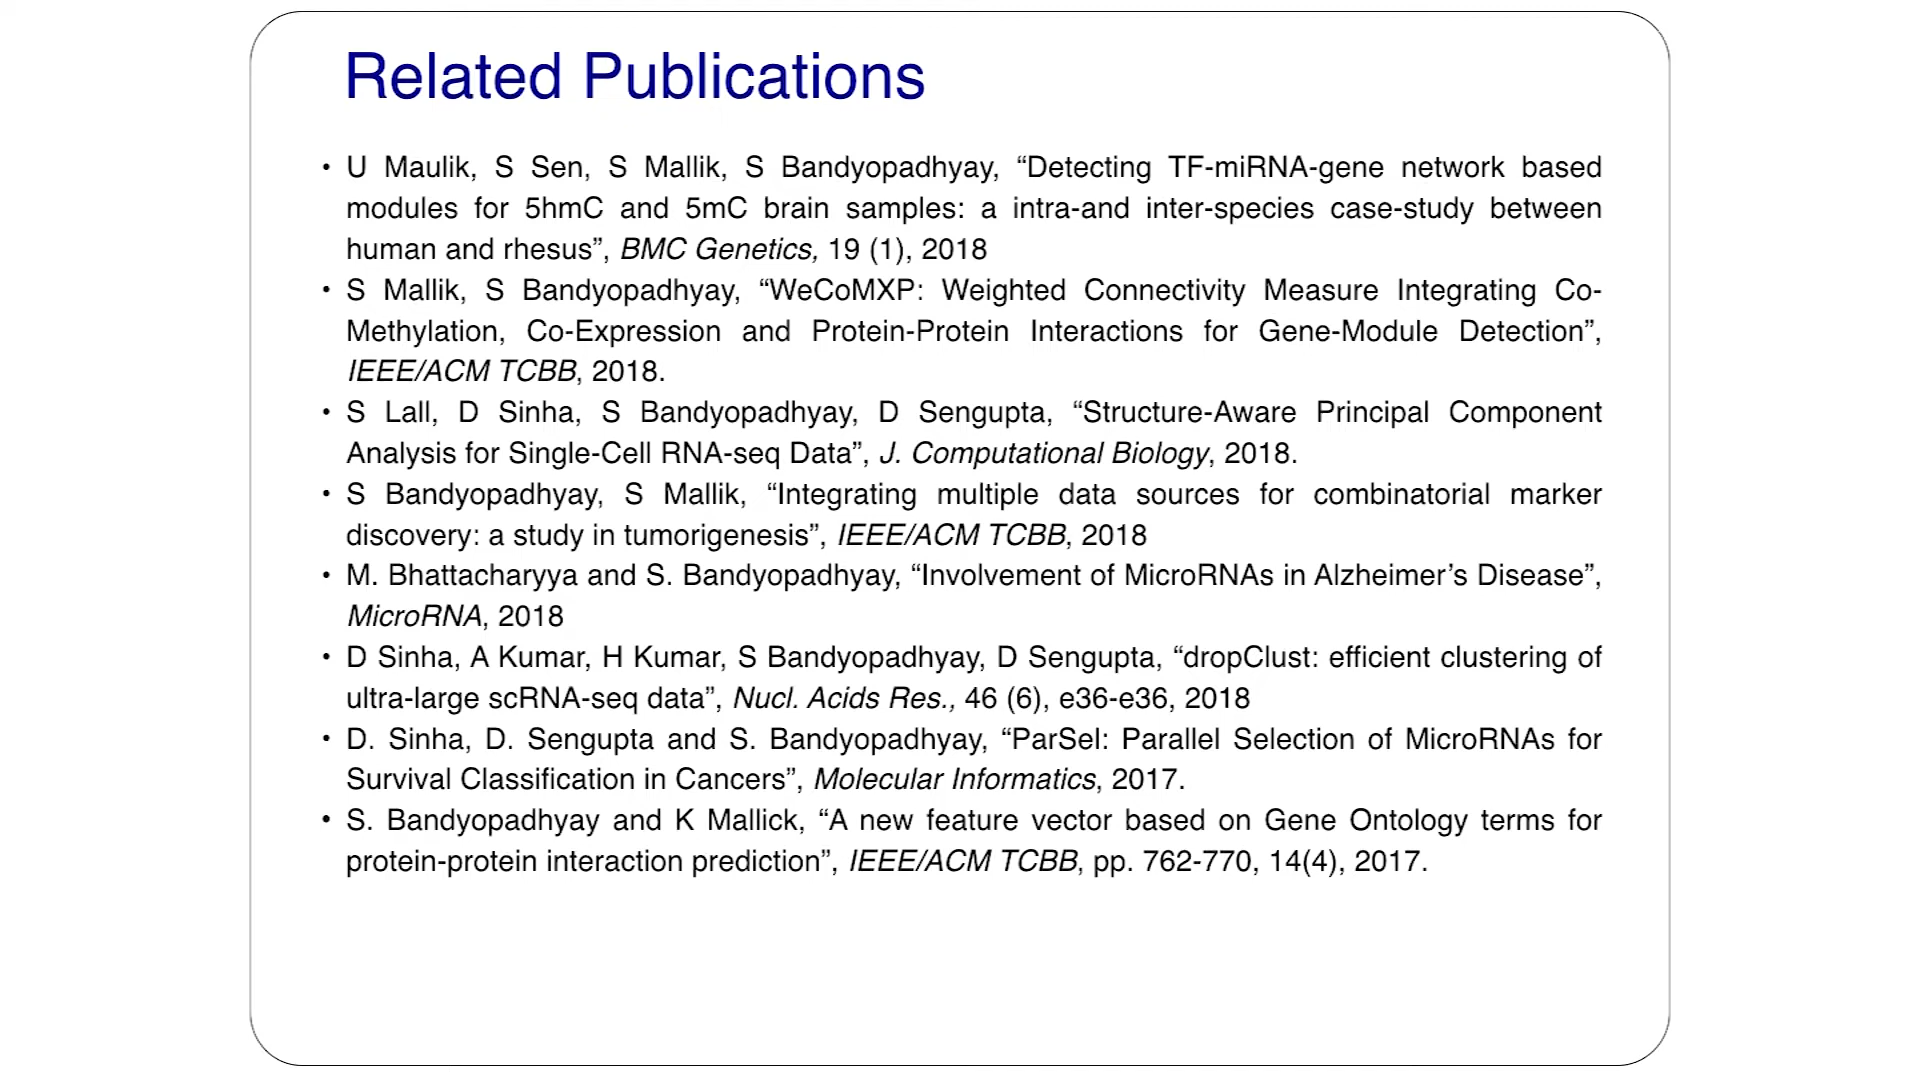 Related Publications
• U Maulik, S Sen, S Mallik, S Bandyopadhyay, “Detecting TF-miRNA-gene network based
modules for 5hmC and 5mC brain samples: a intra-and inter-species case-study between
human and rhesus”, BMC Genetics, 19 (1), 2018
• S Mallik, S Bandyopadhyay, “WeCoMXP: Weighted Connectivity Measure Integrating Co-
Methylation, Co-Expression and Protein-Protein Interactions for Gene-Module Detection”,
IEEE/ACM TCBB, 2018.
• S Lall, D Sinha, S Bandyopadhyay, D Sengupta, “Structure-Aware Principal Component
Analysis for Single-Cell RNA-seq Data”, J. Computational Biology, 2018.
• S Bandyopadhyay, S Mallik, “Integrating multiple data sources for combinatorial marker
discovery: a study in tumorigenesis”, IEEE/ACM TCBB, 2018
• M. Bhattacharyya and S. Bandyopadhyay, “Involvement of MicroRNAs in Alzheimer’s Disease”,
MicroRNA, 2018
• D Sinha, A Kumar, H Kumar, S Bandyopadhyay, D Sengupta, “dropClust: efficient clustering of
ultra-large scRNA-seq data”, Nucl. Acids Res., 46 (6), e36-e36, 2018
• D. Sinha, D. Sengupta and S. Bandyopadhyay, “ParSel: Parallel Selection of MicroRNAs for
Survival Classification in Cancers”, Molecular Informatics, 2017.
• S. Bandyopadhyay and K Mallick, “A new feature vector based on Gene Ontology terms for
protein-protein interaction prediction”, IEEE/ACM TCBB, pp. 762-770, 14(4), 2017.